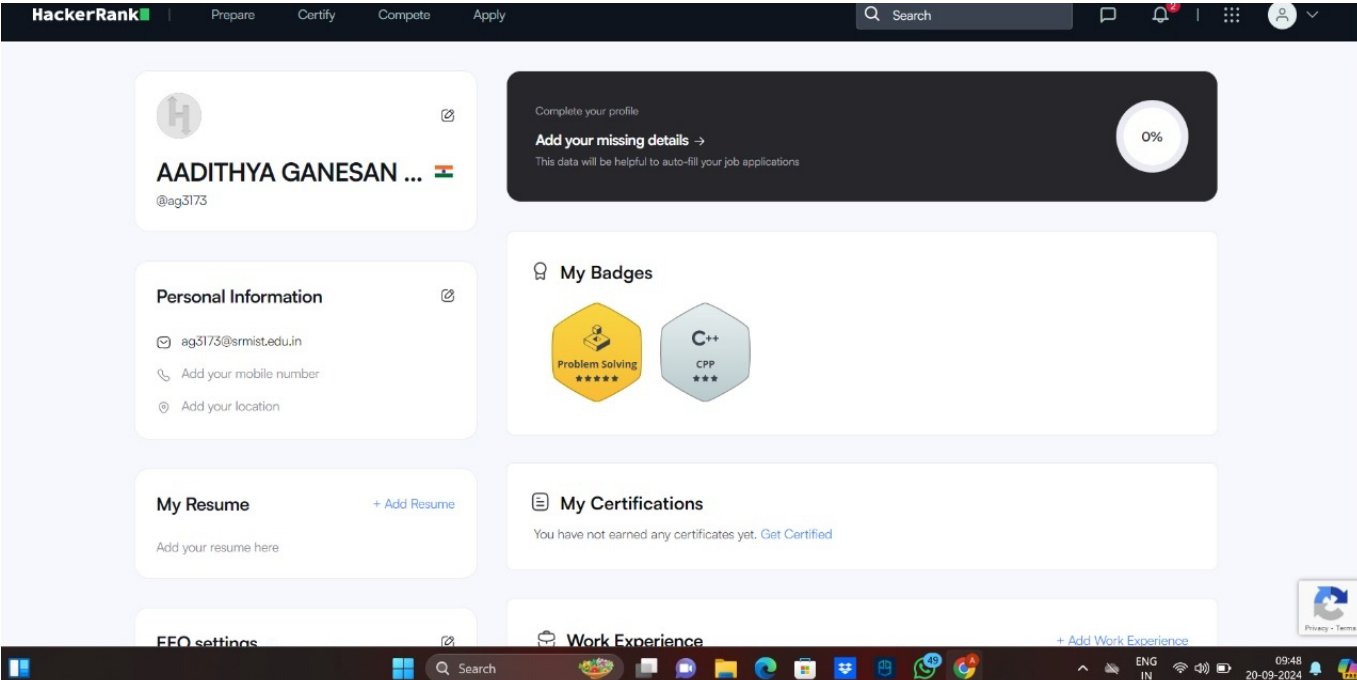 HackerRank
Prepare
Certify
Compete
Apply
Search
2
AADITHYA GANESAN ...
@ag3173
Personal Information
ag3173@srmist.edu.in
Add your mobile number
Add your location
My Resume
+ Add Resume
Add your resume here
EEO settings
Complete your profile
Add your missing details →
This data will be helpful to auto-fill your job applications
0%
My Badges
Problem Solving
★★★★★
C++
CPP
★★★
My Certifications
You have not earned any certificates yet. Get Certified
Work Experience
+ Add Work Experience
Privacy - Terms
Search
49
A
ENG
IN
09:48
20-09-2024
PRE